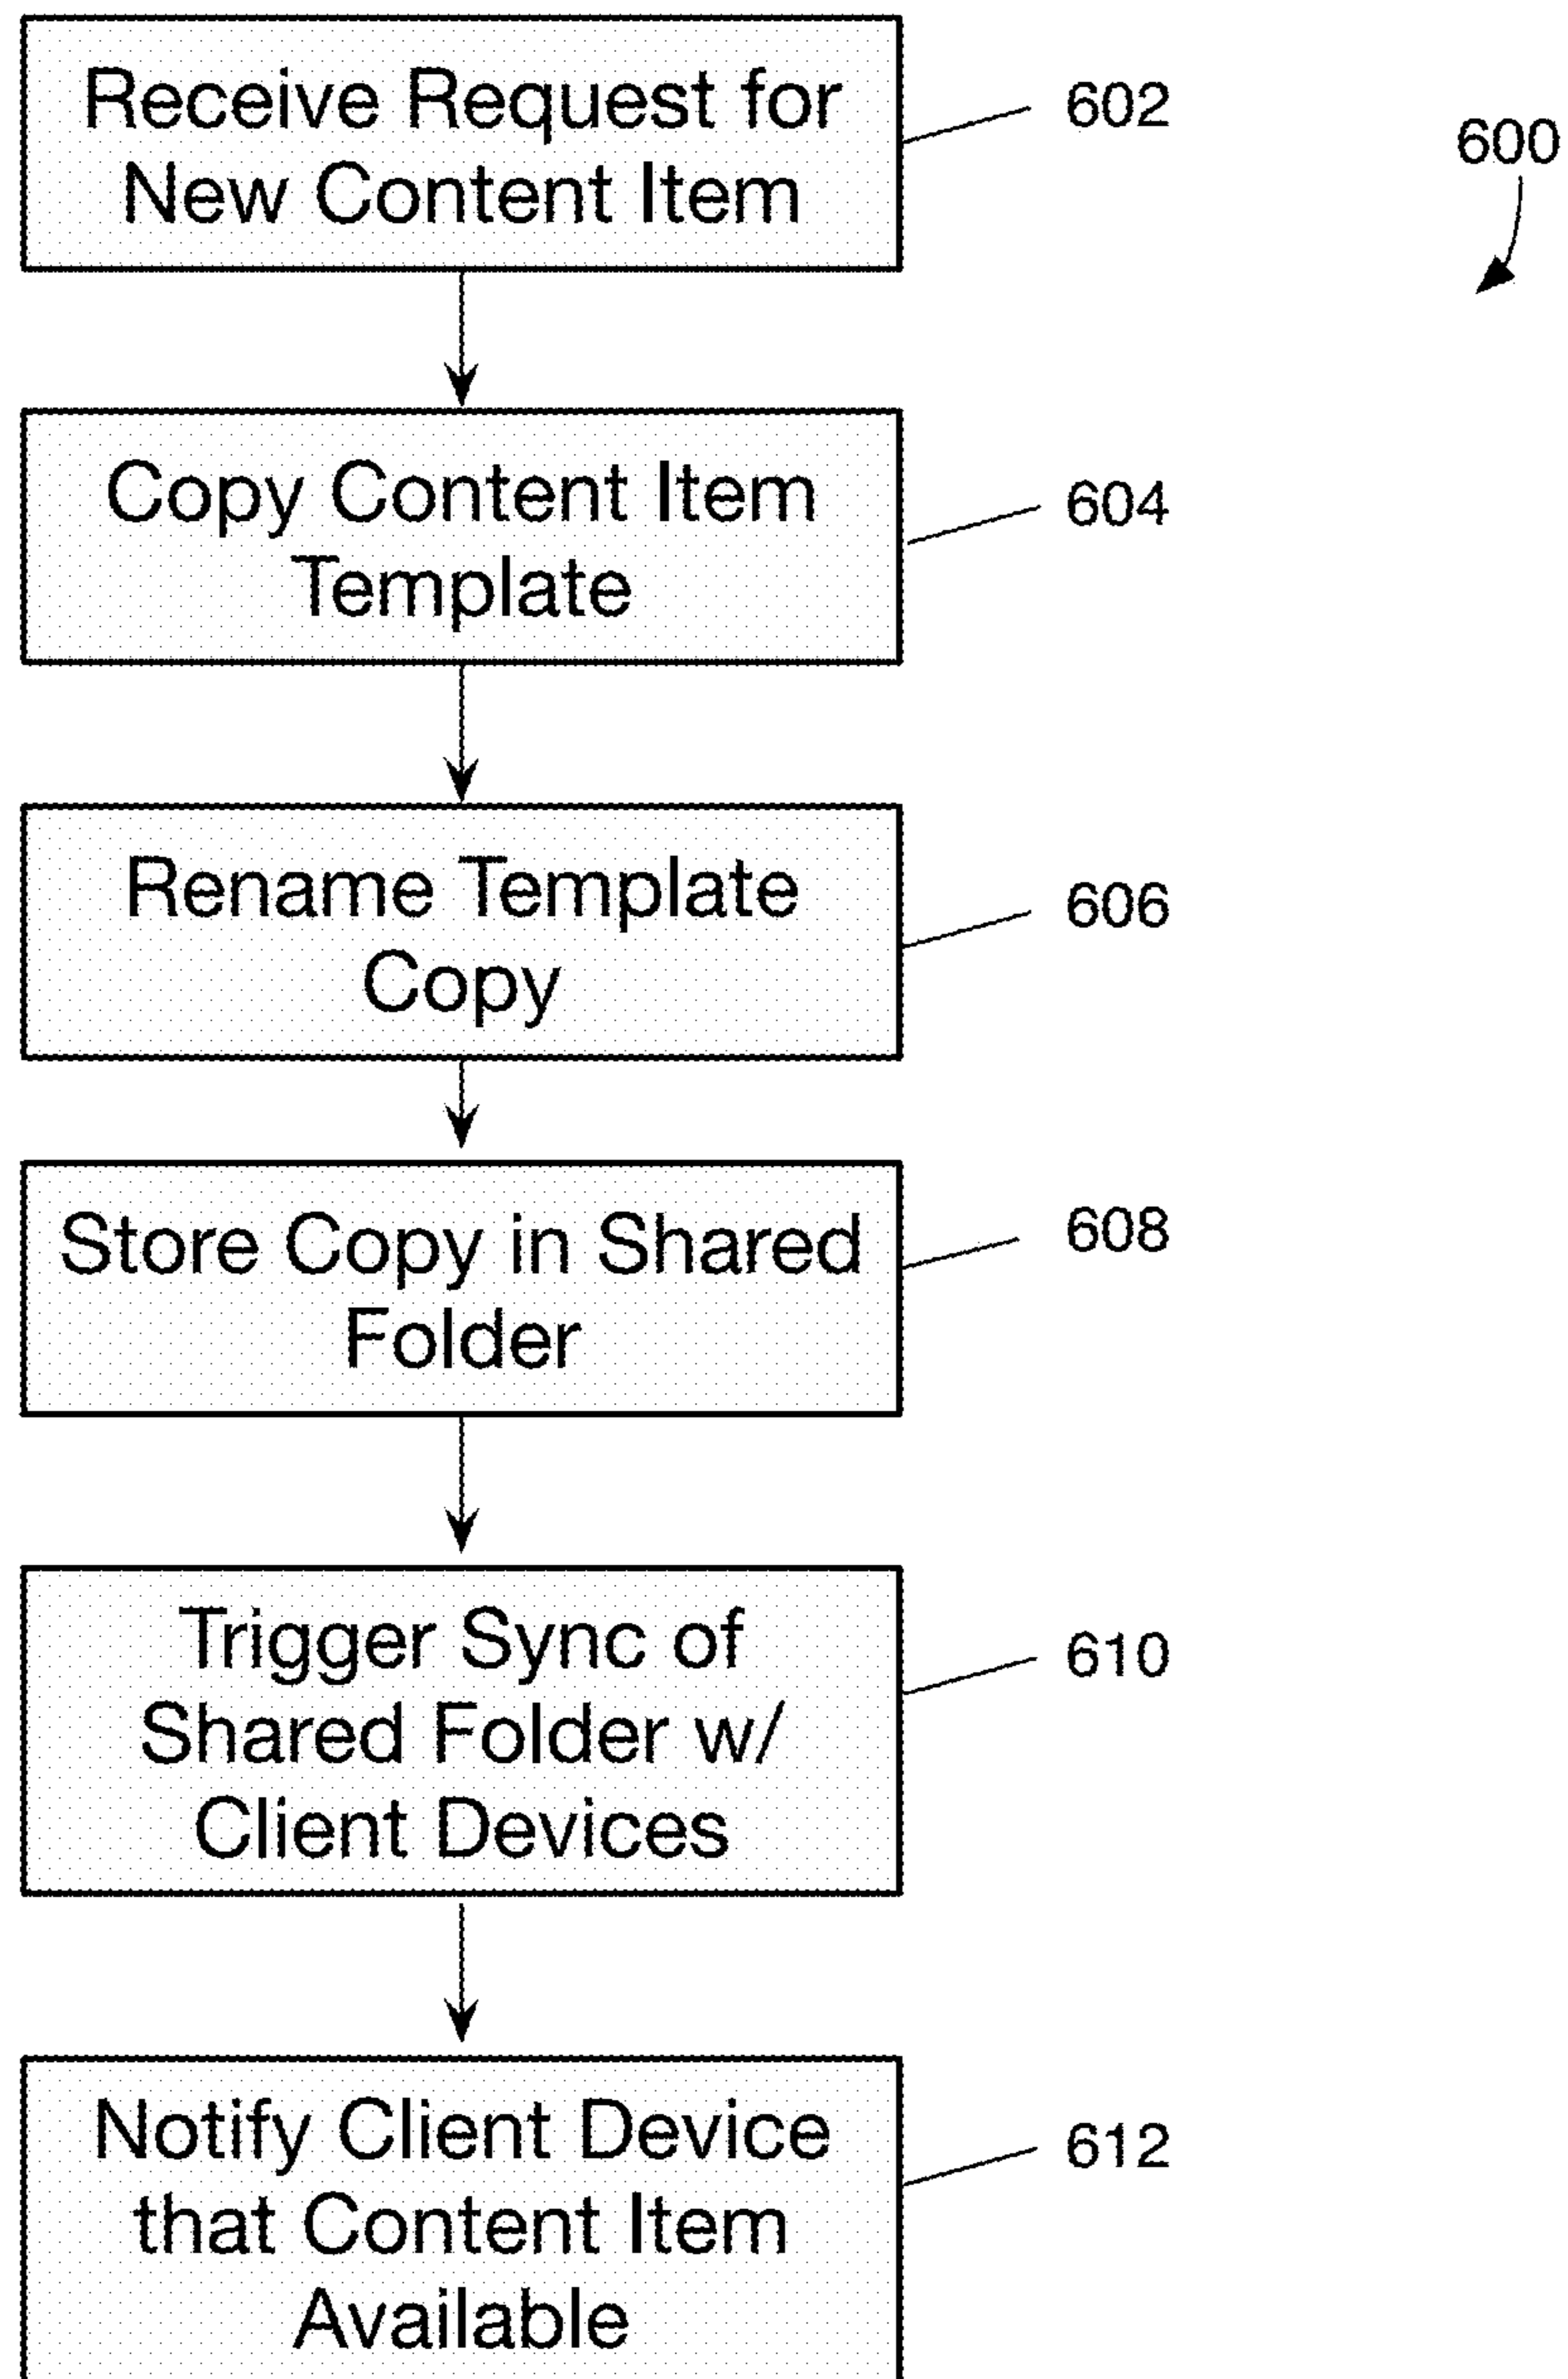 Receive Request for
New Content Item
602
600
Copy Content Item
Template
604
Rename Template
Copy
606
Store Copy in Shared
Folder
608
Trigger Sync of
Shared Folder w/
Client Devices
610
Notify Client Device
that Content Item
Available
612